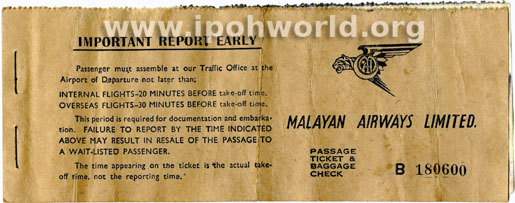 www.ipohworld.org
IMPORTANT REPORT EARLY
Passenger must assemble at our Traffic Office at the
Airport of Departure not later than;
INTERNAL FLIGHTS–20 MINUTES BEFORE take-off time.
OVERSEAS FLIGHTS–30 MINUTES BEFORE take-off time.
This period is required for documentation and embarka-
tion. FAILURE TO REPORT BY THE TIME INDICATED
ABOVE MAY RESULT IN RESALE OF THE PASSAGE TO
A WAIT-LISTED PASSENGER.
The time appearing on the ticket is the actual take-
off time, not the reporting time.
MALAYAN AIRWAYS LIMITED.
PASSAGE
TICKET &
BAGGAGE
CHECK
B 180600